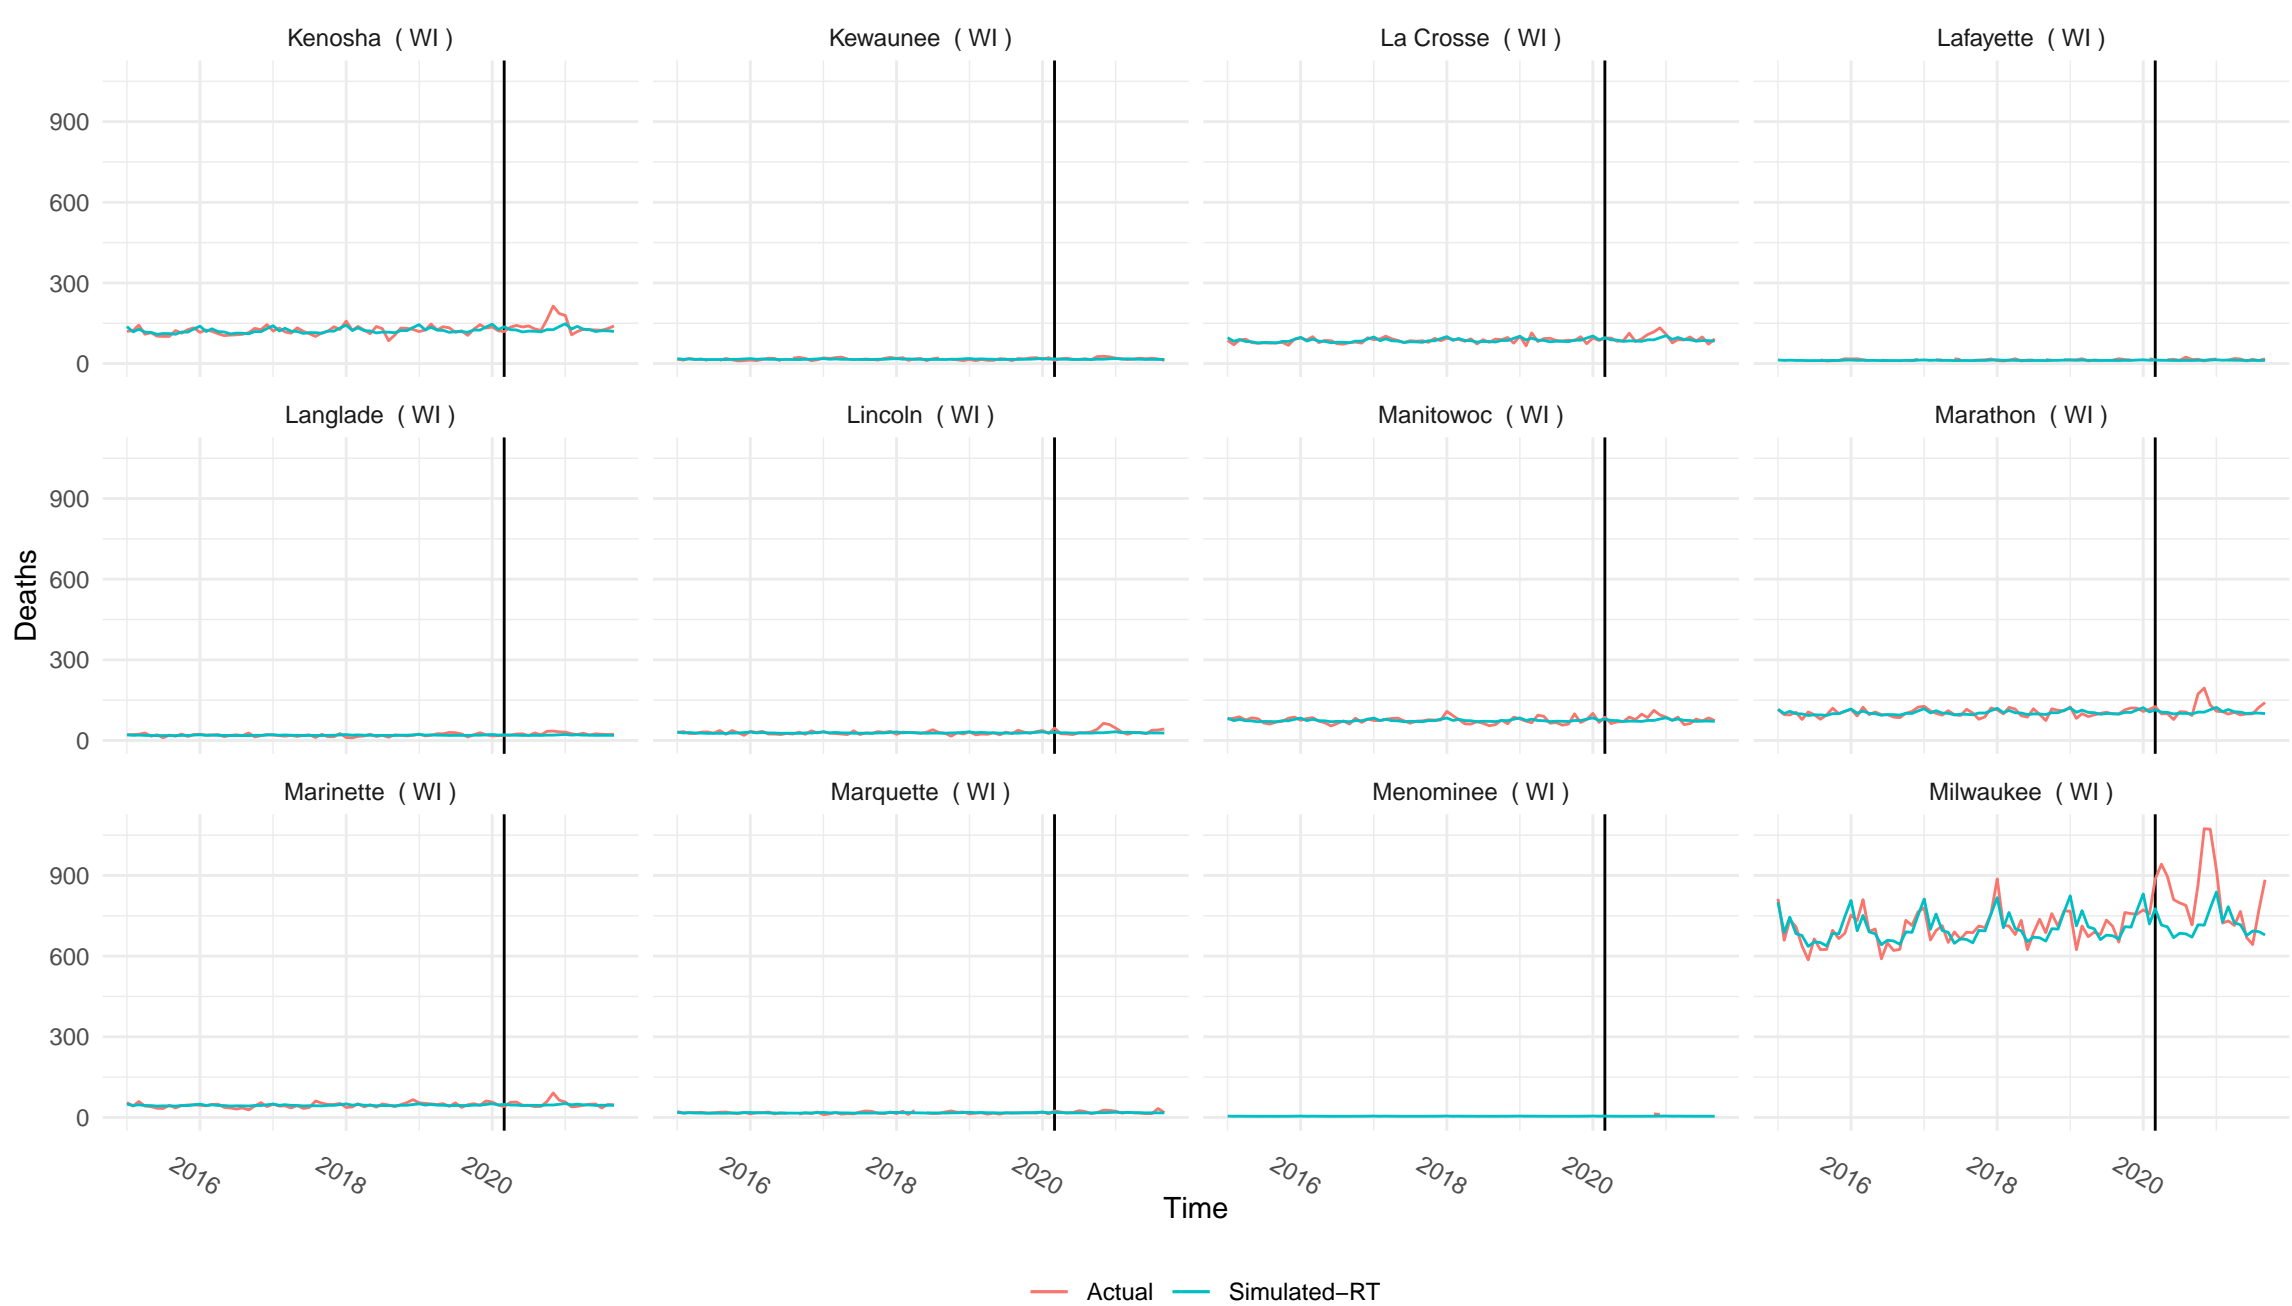 Kenosha  ( WI )
Kewaunee  ( WI )
La Crosse  ( WI )
Lafayette  ( WI )
900
600
300
0
Langlade  ( WI )
Lincoln  ( WI )
Manitowoc  ( WI )
Marathon  ( WI )
900
600
300
0
Deaths
Marinette  ( WI )
Marquette  ( WI )
Menominee  ( WI )
Milwaukee  ( WI )
900
600
300
0
2016 2018 2020
2016 2018 2020
2016 2018 2020
2016 2018 2020
Time
Actual
Simulated−RT